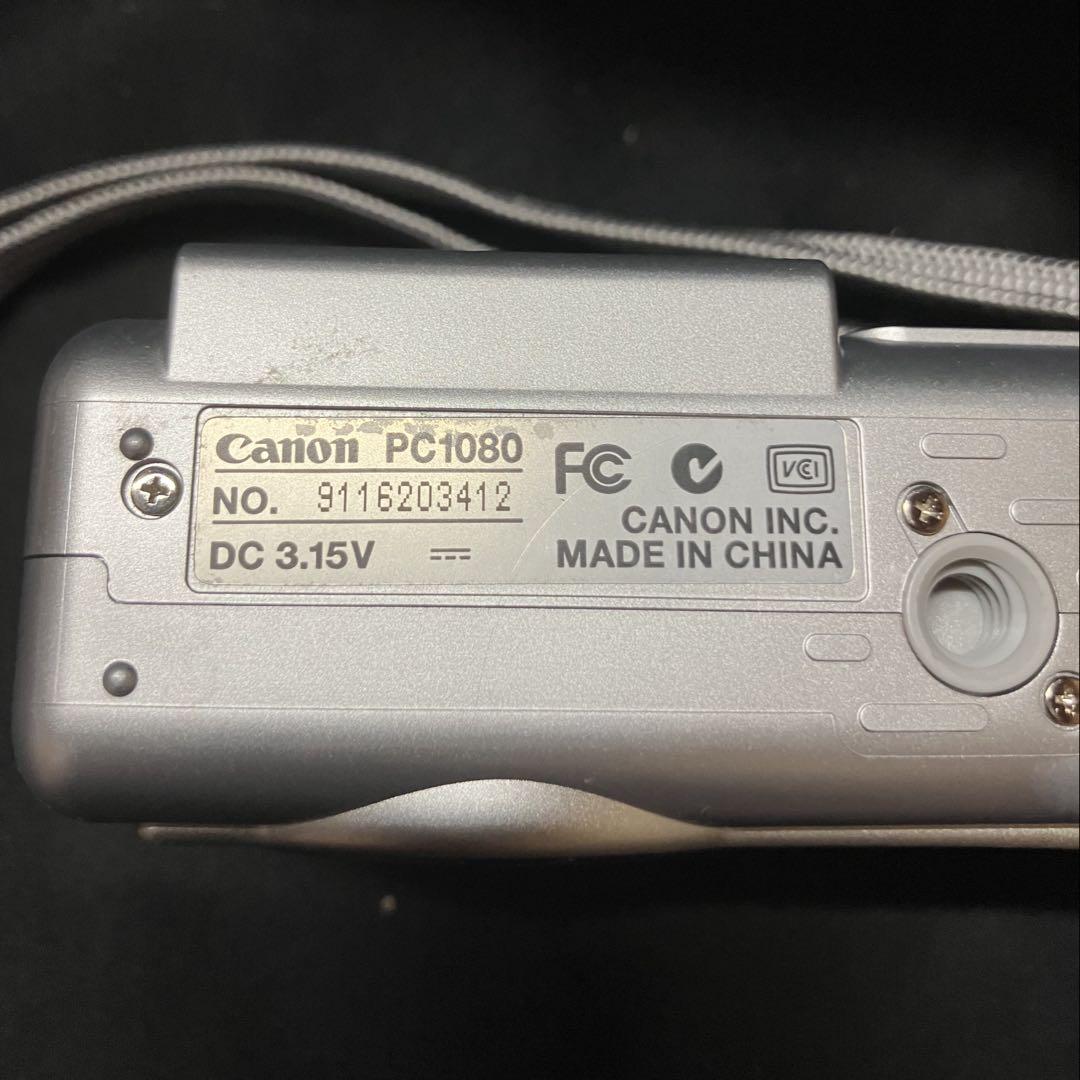 Canon PC1080
NO. 9116203412
DC 3.15V
FC
VCI
CANON INC.
MADE IN CHINA